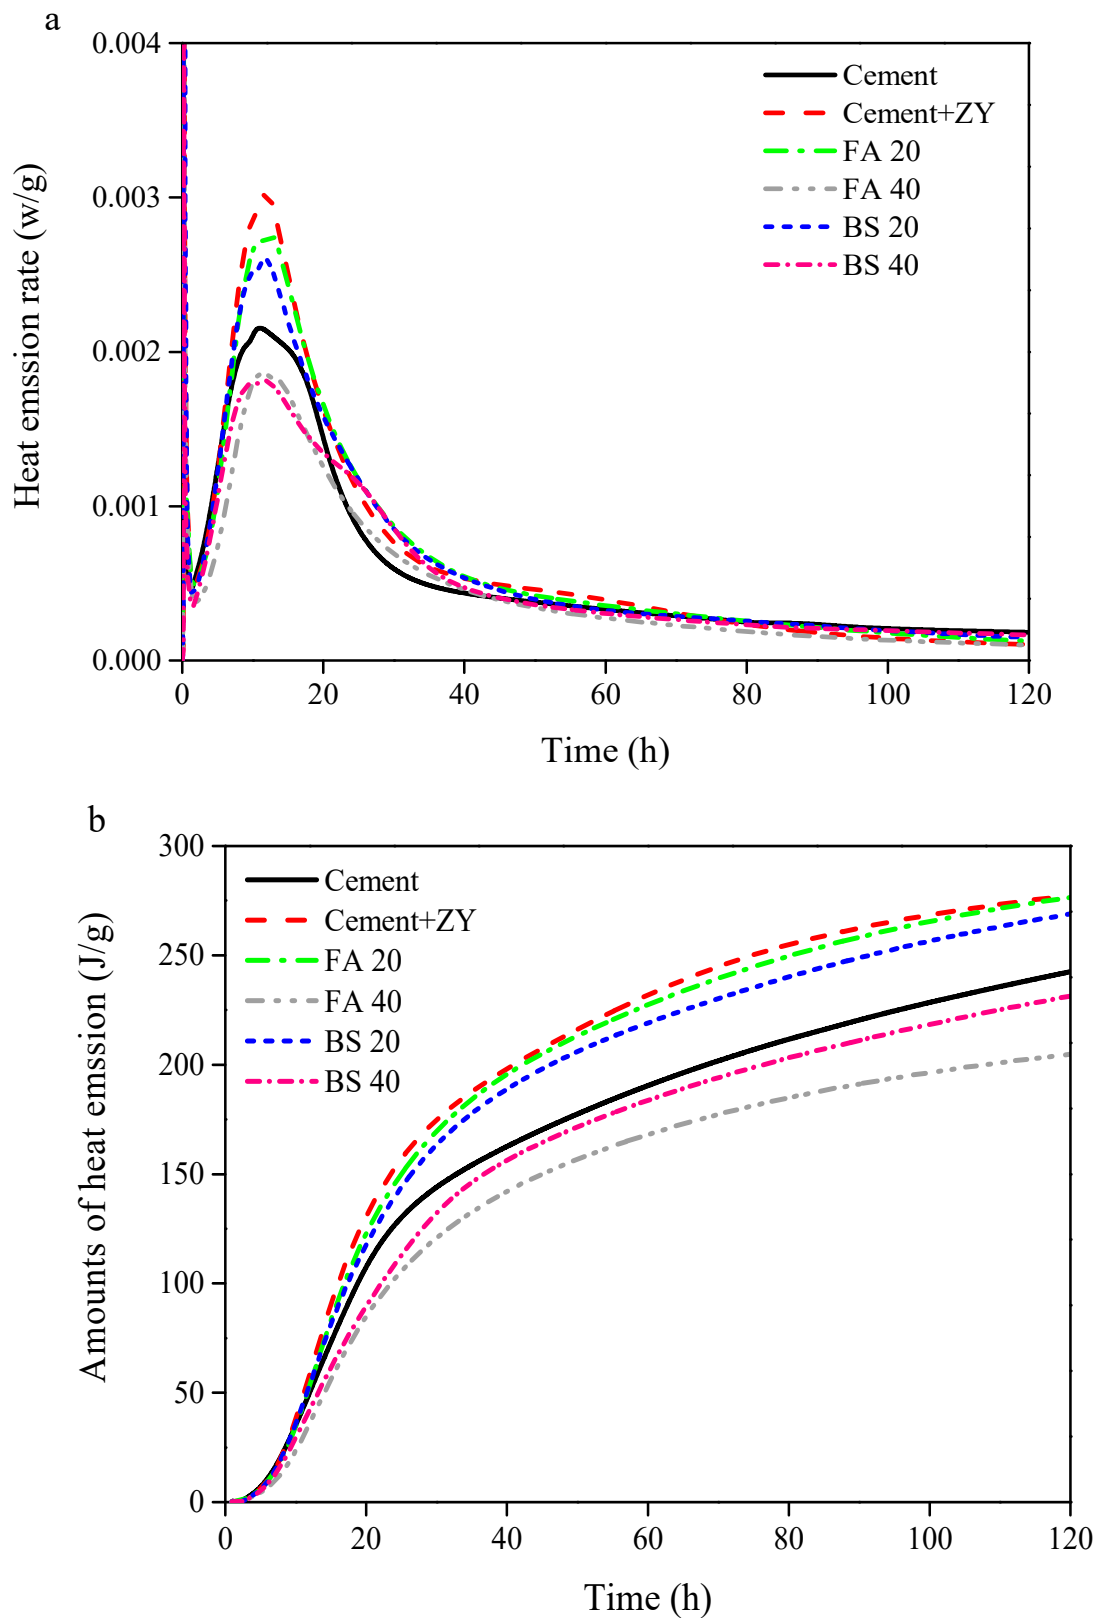 a
Heat emssion rate (w/g)
0.004
0.003
0.002
0.001
0.000
Cement
Cement+ZY
FA 20
FA 40
BS 20
BS 40
0 20 40 60 80 100 120
Time (h)
b
Amounts of heat emssion (J/g)
300
250
200
150
100
50
0
Cement
Cement+ZY
FA 20
FA 40
BS 20
BS 40
0 20 40 60 80 100 120
Time (h)